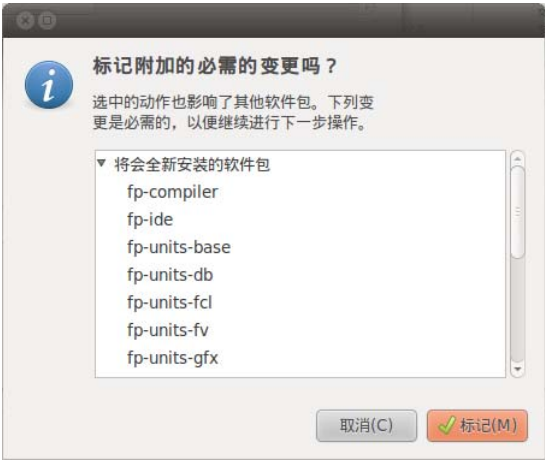 标记附加的必需的变更吗？
选中的动作也影响了其他软件包。下列变
更是必需的，以便继续进行下一步操作。
将会全新安装的软件包
fp-compiler
fp-ide
fp-units-base
fp-units-db
fp-units-fcl
fp-units-fv
fp-units-gfx
取消(C)
标记(M)